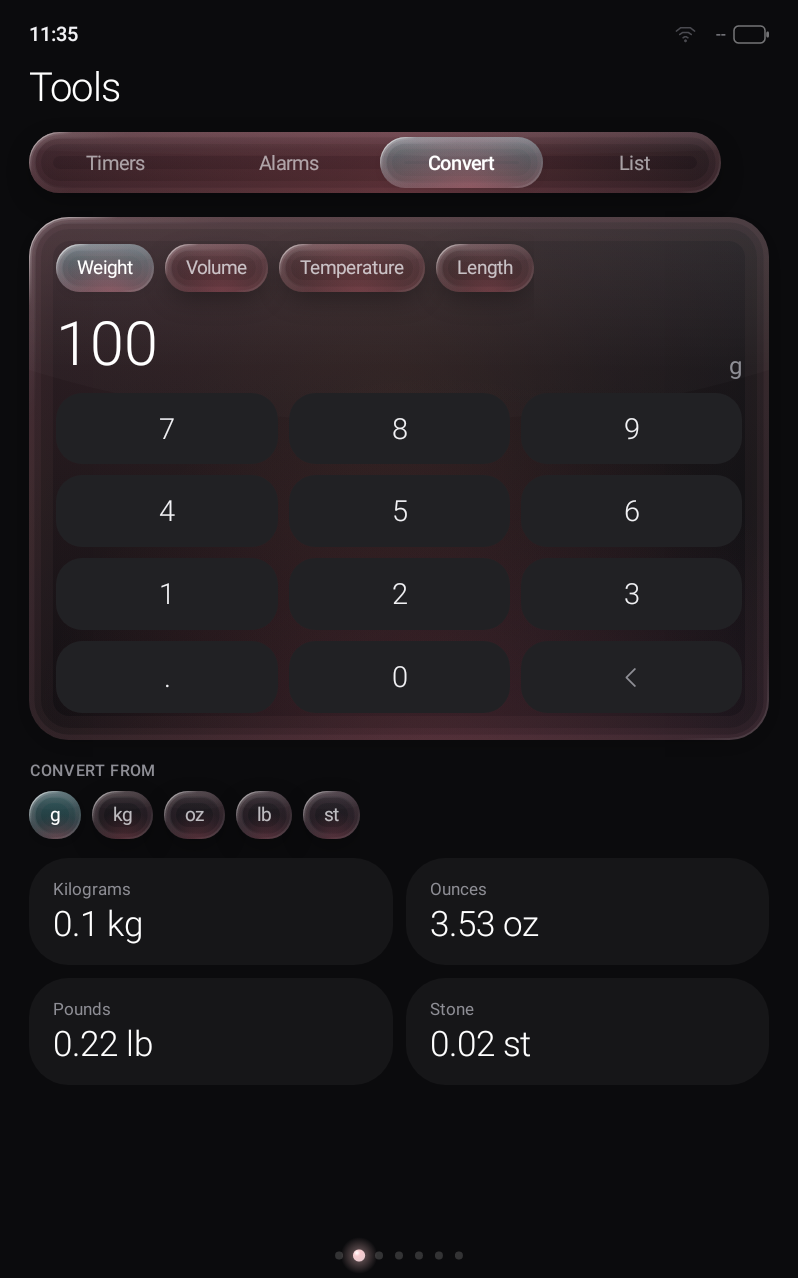 11:35 --
Tools
Timers Alarms Convert List
Weight Volume Temperature Length
100 g
7 8 9
4 5 6
1 2 3
. 0
CONVERT FROM
g kg oz lb st
Kilograms Ounces
0.1 kg 3.53 oz
Pounds Stone
0.22 lb 0.02 st